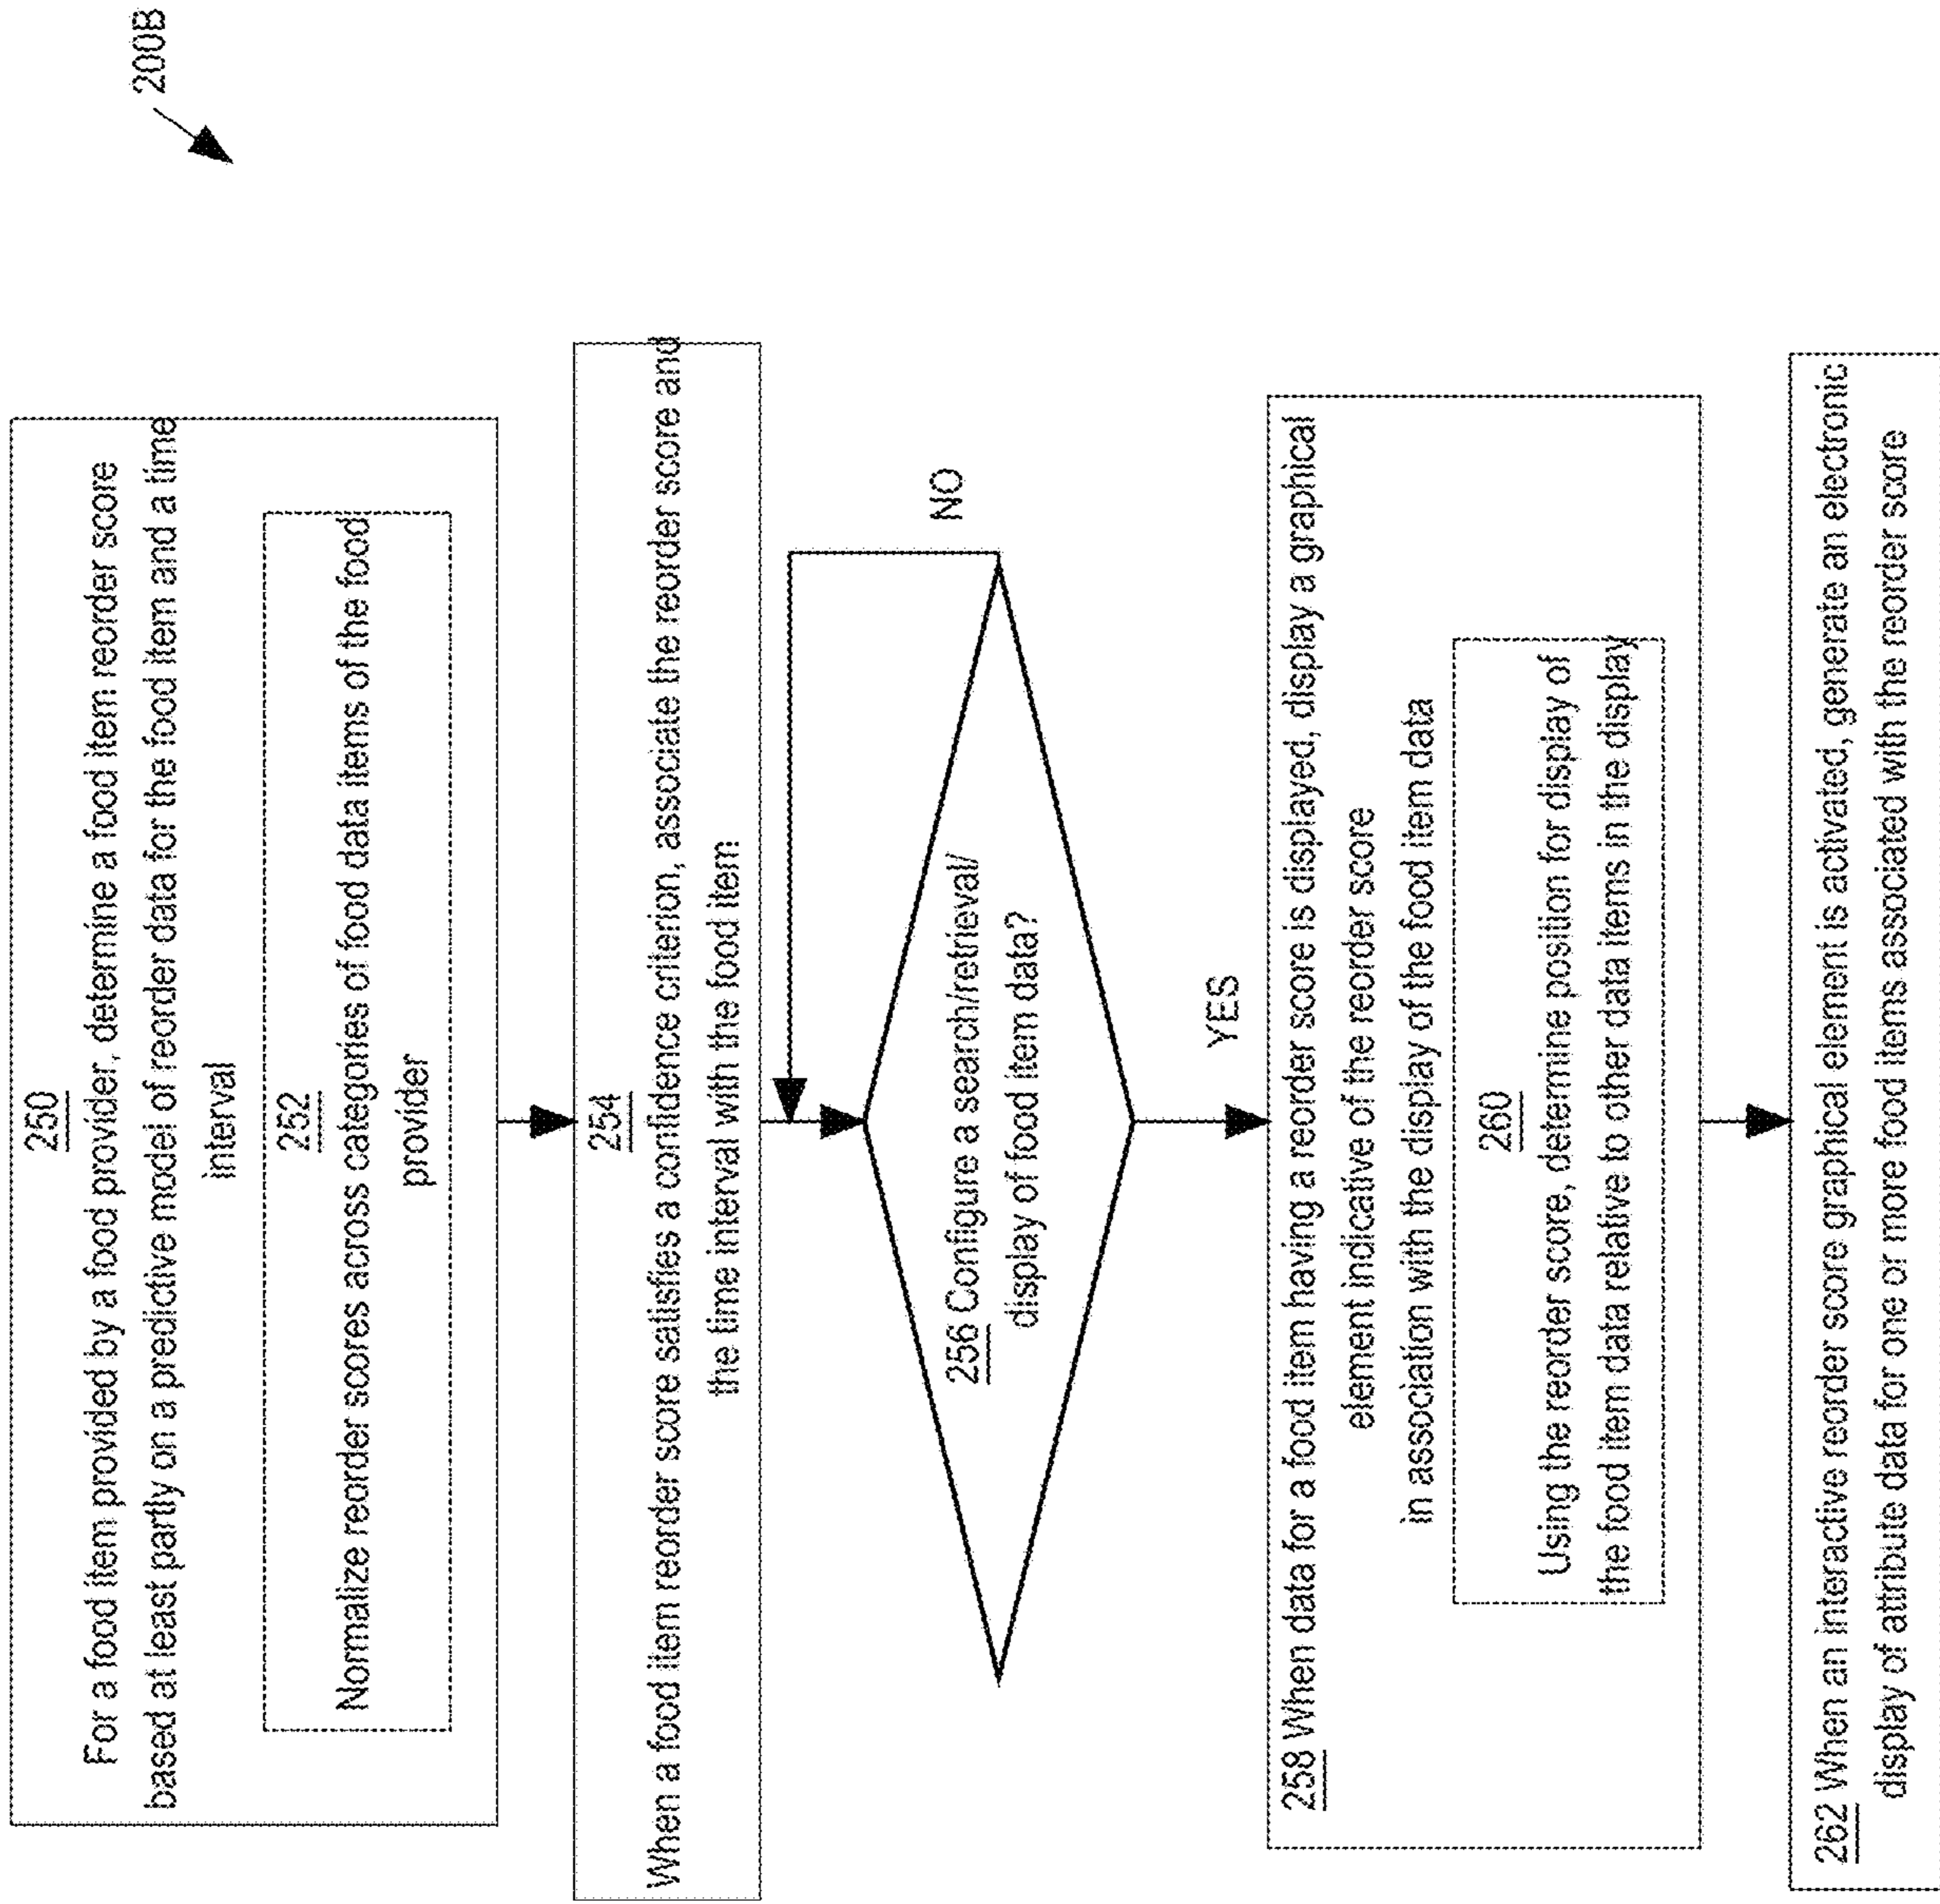 200B
250
For a food item provided by a food provider, determine a food item reorder score
based at least partly on a predictive model of reorder data for the food item and a time
interval
252
Normalize reorder scores across categories of food data items of the food
provider
254
When a food item reorder score satisfies a confidence criterion, associate the reorder score and
the time interval with the food item
256 Configure a search/retrieval/
display of food item data?
NO
YES
258 When data for a food item having a reorder score is displayed, display a graphical
element indicative of the reorder score
in association with the display of the food item data
260
Using the reorder score, determine position for display of
the food item data relative to other data items in the display
262 When an interactive reorder score graphical element is activated, generate an electronic
display of attribute data for one or more food items associated with the reorder score